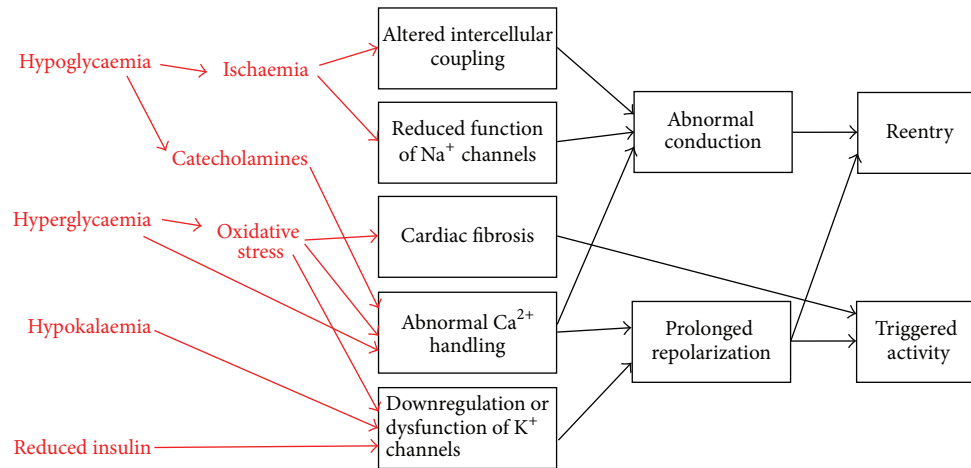 Hypoglycaemia
Ischaemia
Catecholamines
Hyperglycaemia
Oxidative
stress
Hypokalaemia
Reduced insulin
Altered intercellular
coupling
Reduced function
of Na⁺ channels
Cardiac fibrosis
Abnormal Ca²⁺
handling
Downregulation or
dysfunction of K⁺
channels
Abnormal
conduction
Prolonged
repolarization
Reentry
Triggered
activity